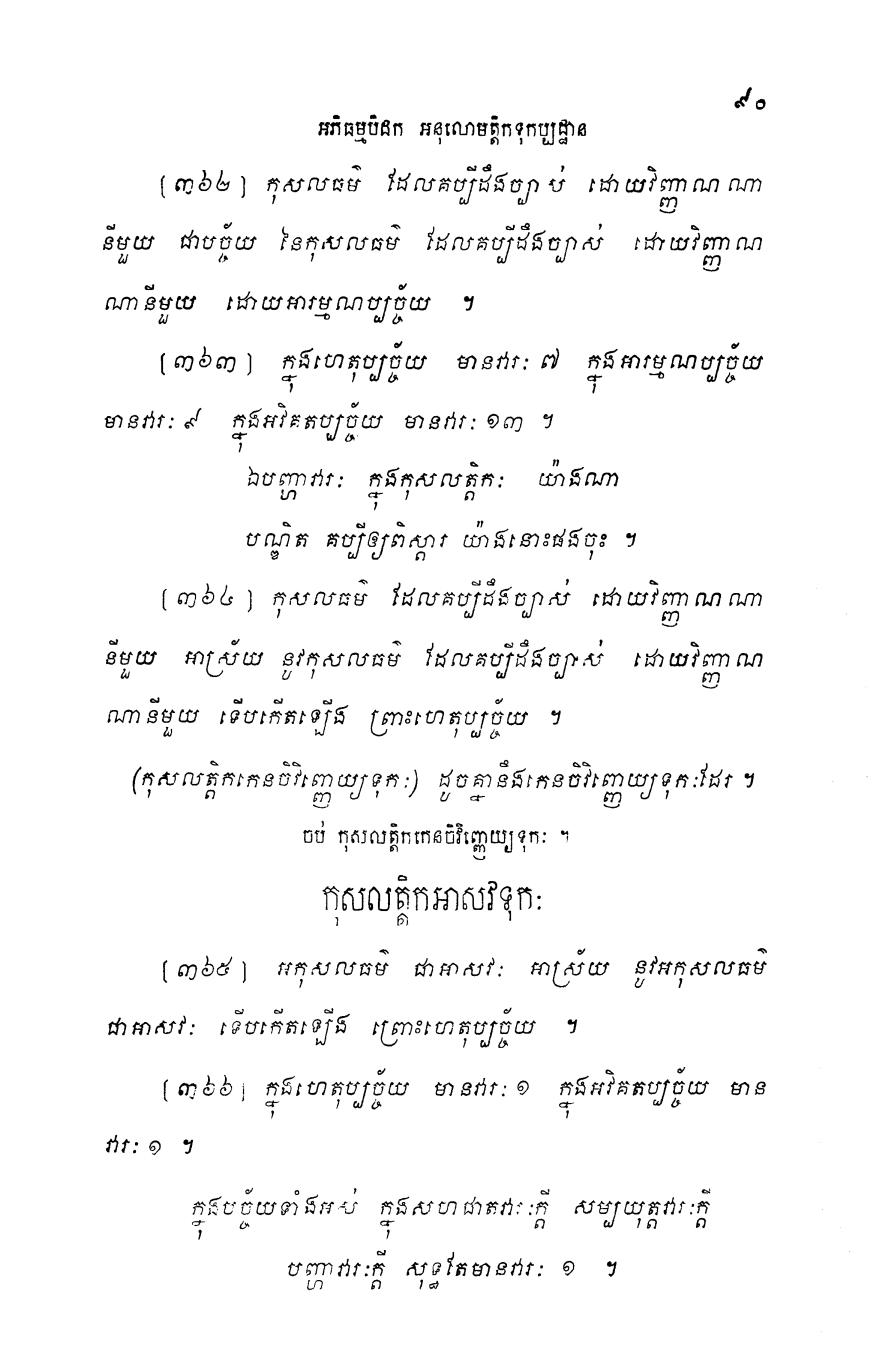 ៩០
អភិធម្មបិដក អនុលោមត្តិកទុកប្បដ្ឋាន
[៣៦២] កុសលធម៌ ដែលគប្បីដឹងច្បាប់ ដោយវិញ្ញាណណា
នីមួយ ជាបច្ច័យ នៃកុសលធម៌ ដែលគប្បីដឹងច្បាស់ ដោយវិញ្ញាណ
ណានីមួយ ដោយអារម្មណប្បច្ច័យ ។
[៣៦៣] ក្នុងហេតុប្បច្ច័យ មានវារៈ ៧ ក្នុងអារម្មណប្បច្ច័យ
មានវារៈ ៩ ក្នុងអវិគតប្បច្ច័យ មានវារៈ ១៣ ។
ឯបញ្ហាវារៈ ក្នុងកុសលត្តិកៈ យ៉ាងណា
បណ្ឌិត គប្បីឲ្យពិស្តារ យ៉ាងនោះផងចុះ ។
[៣៦៤] កុសលធម៌ ដែលគប្បីដឹងច្បាស់ ដោយវិញ្ញាណណា
នីមួយ អាស្រ័យ នូវកុសលធម៌ ដែលគប្បីដឹងច្បាស់ ដោយវិញ្ញាណ
ណានីមួយ ទើបកើតឡើង ព្រោះហេតុប្បច្ច័យ ។
(កុសលត្តិកកេនចិវិញ្ញេយ្យទុកៈ) ដូចគ្នានឹងកេនចិវិញ្ញេយ្យទុកៈដែរ ។
ចប់ កុសលត្តិកកេនចិវិញ្ញេយ្យទុកៈ ។
កុសលត្តិកអាសវទុកៈ
[៣៦៥] អកុសលធម៌ ជាអាសវៈ អាស្រ័យ នូវអកុសលធម៌
ជាអាសវៈ ទើបកើតឡើង ព្រោះហេតុប្បច្ច័យ ។
[៣៦៦] ក្នុងហេតុប្បច្ច័យ មានវារៈ ១ ក្នុងអវិគតប្បច្ច័យ មាន
វារៈ ១ ។
ក្នុងបច្ច័យទាំងអស់ ក្នុងសហជាតវារៈក្តី សម្បយុត្តវារៈក្តី
បញ្ហាវារៈក្តី សុទ្ធតែមានវារៈ ១ ។